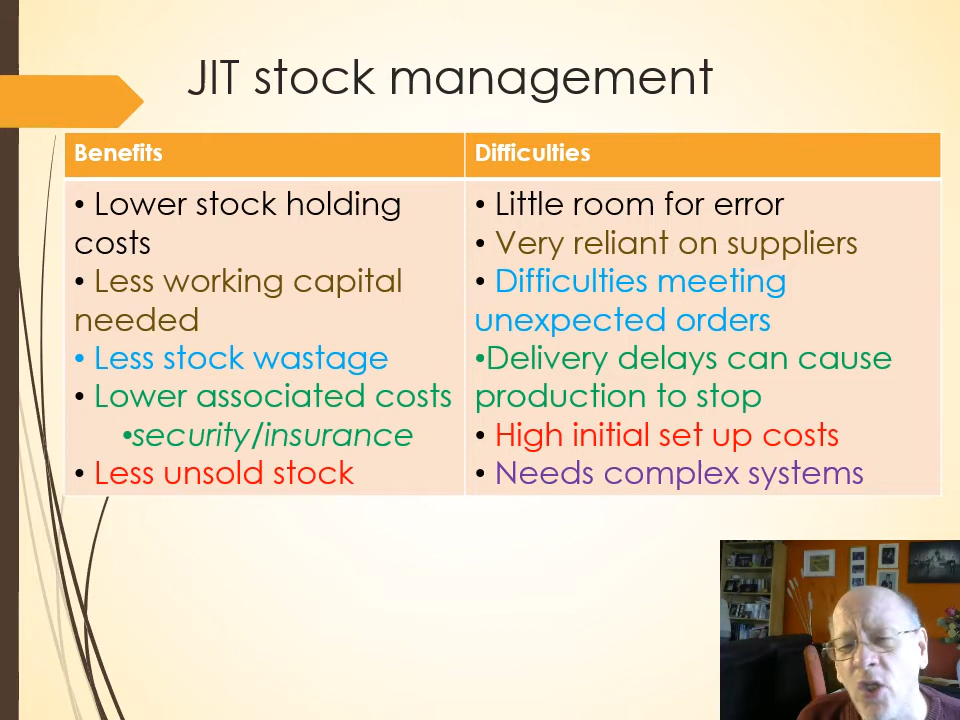 JIT stock management
Benefits
Difficulties
• Lower stock holding
costs
• Less working capital
needed
• Less stock wastage
• Lower associated costs
•security/insurance
• Less unsold stock
• Little room for error
• Very reliant on suppliers
• Difficulties meeting
unexpected orders
•Delivery delays can cause
production to stop
• High initial set up costs
• Needs complex systems